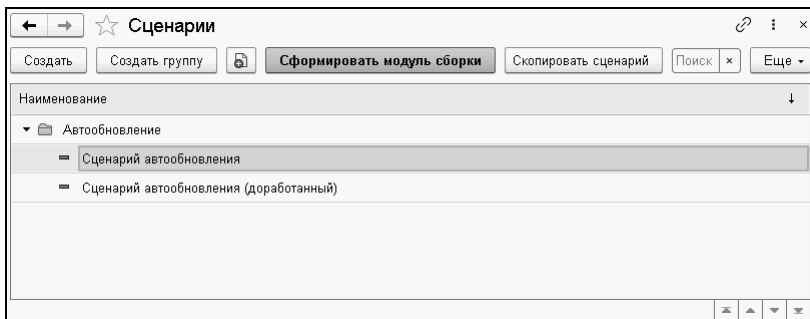 Сценарии
Создать Создать группу Сформировать модуль сборки Скопировать сценарий Поиск × Еще
Наименование
Автообновление
Сценарий автообновления
Сценарий автообновления (доработанный)